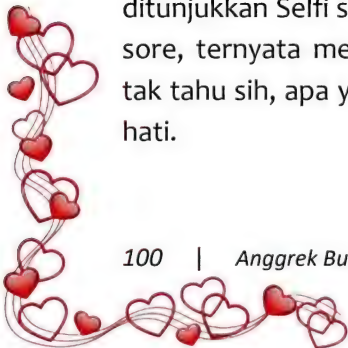 ditunjukkan Selfi s
sore, ternyata me
tak tahu sih, apa y
hati.
100 | Anggrek Bu